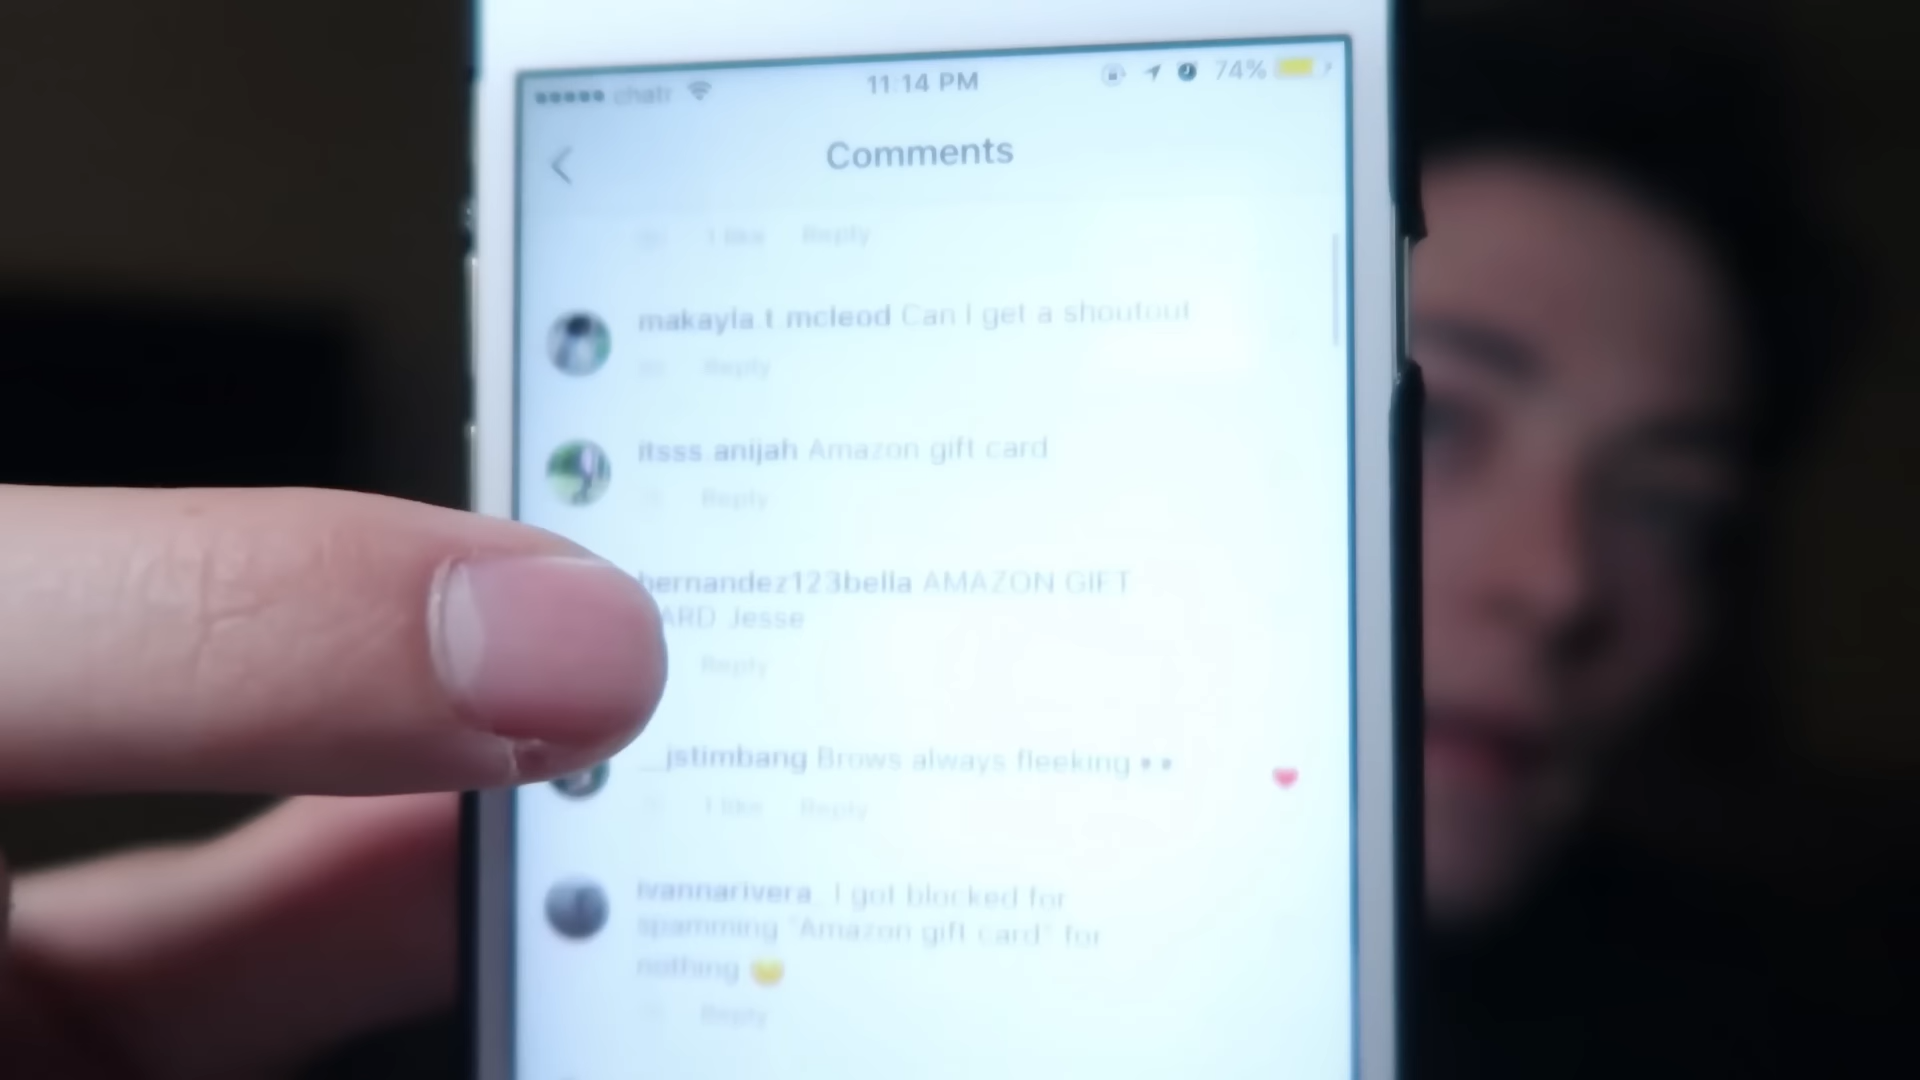 chatr 11:14 PM 74%
Comments
1 like Reply
makayla.t.mcleod Can I get a shoutout
Reply
itsss.anijah Amazon gift card
Reply
hernandez123bella AMAZON GIFT
ARD Jesse
Reply
__jstimbang Brows always fleeking
1 like Reply
ivannarivera_ I got blocked for
spamming "Amazon gift card" for
nothing
Reply